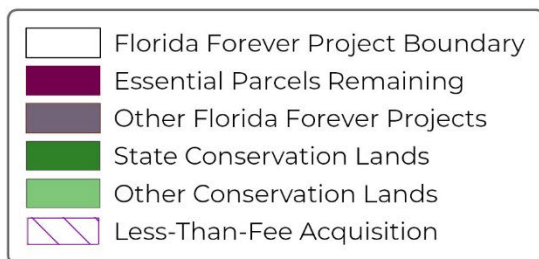 Florida Forever Project Boundary
Essential Parcels Remaining
Other Florida Forever Projects
State Conservation Lands
Other Conservation Lands
Less-Than-Fee Acquisition